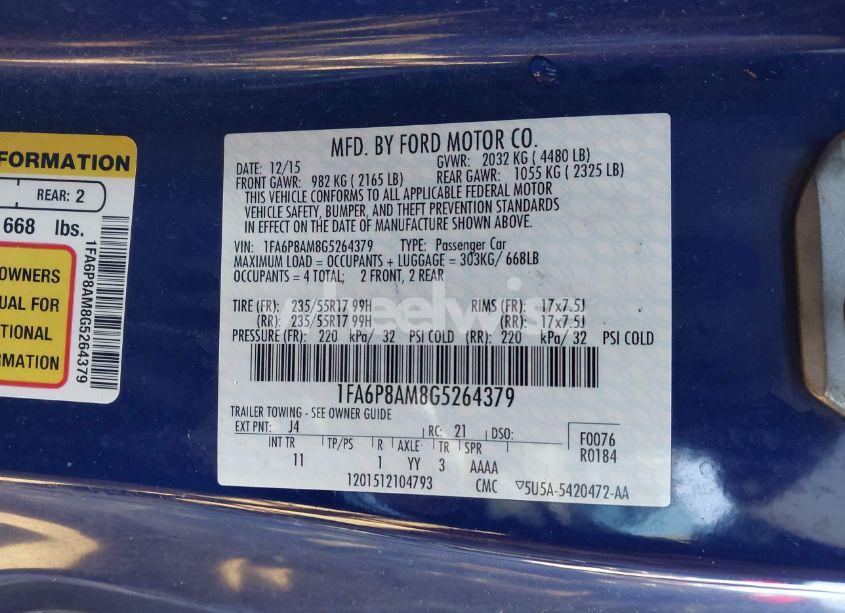 FORMATION
REAR: 2
668 lbs.
OWNERS
UAL FOR
TIONAL
FORMATION
1FA6P8AM8G5264379
MFD. BY FORD MOTOR CO.
DATE: 12/15 GVWR: 2032 KG ( 4480 LB)
FRONT GAWR: 982 KG ( 2165 LB) REAR GAWR: 1055 KG ( 2325 LB)
THIS VEHICLE CONFORMS TO ALL APPLICABLE FEDERAL MOTOR
VEHICLE SAFETY, BUMPER, AND THEFT PREVENTION STANDARDS
IN EFFECT ON THE DATE OF MANUFACTURE SHOWN ABOVE.
VIN: 1FA6P8AM8G5264379 TYPE: Passenger Car
MAXIMUM LOAD = OCCUPANTS + LUGGAGE = 303KG/ 668LB
OCCUPANTS = 4 TOTAL; 2 FRONT, 2 REAR
TIRE (FR): 235/55R17 99H RIMS (FR): 17x7.5J
(RR): 235/55R17 99H (RR): 17x7.5J
PRESSURE (FR): 220 kPa/ 32 PSI COLD (RR): 220 kPa/ 32 PSI COLD
1FA6P8AM8G5264379
TRAILER TOWING - SEE OWNER GUIDE
EXT PNT: J4 RC: 21 DSO: F0076
INT TR TP/PS R AXLE TR SPR R0184
11 1 YY 3 AAAA
1201512104793 CMC ▽5U5A-5420472-AA
wheelwis